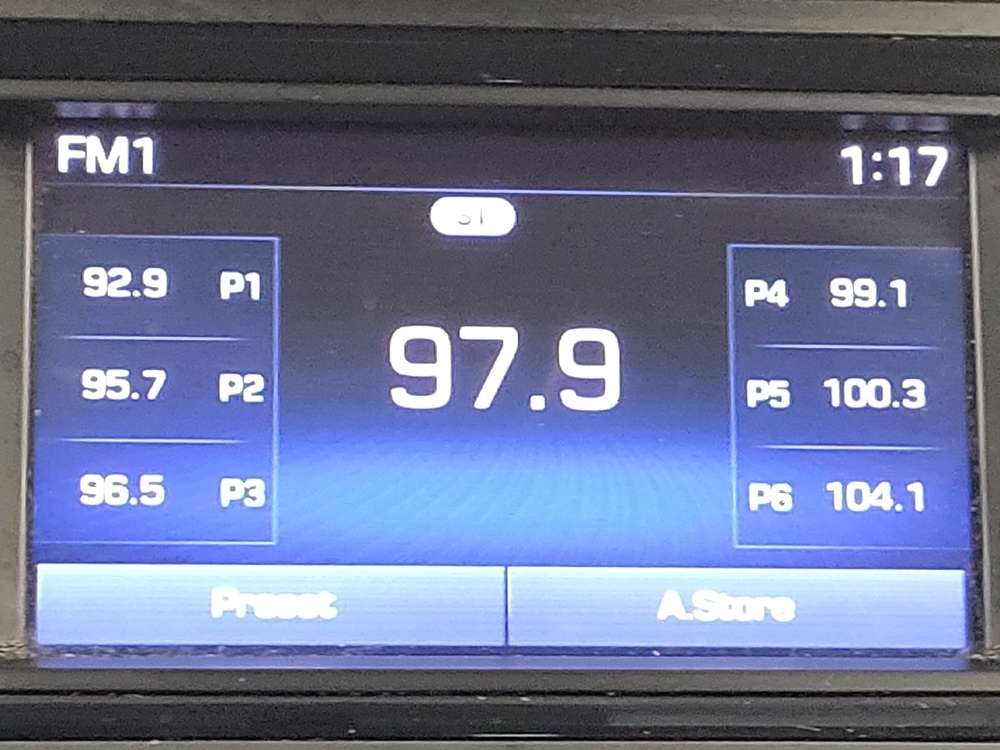 FM1 1:17
ST
92.9 P1
95.7 P2
96.5 P3
97.9
P4 99.1
P5 100.3
P6 104.1
Preset A.Store